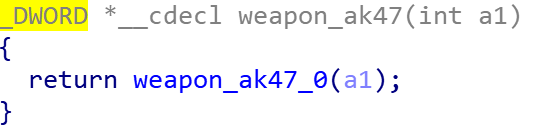 _DWORD *__cdecl weapon_ak47(int a1)
{
  return weapon_ak47_0(a1);
}